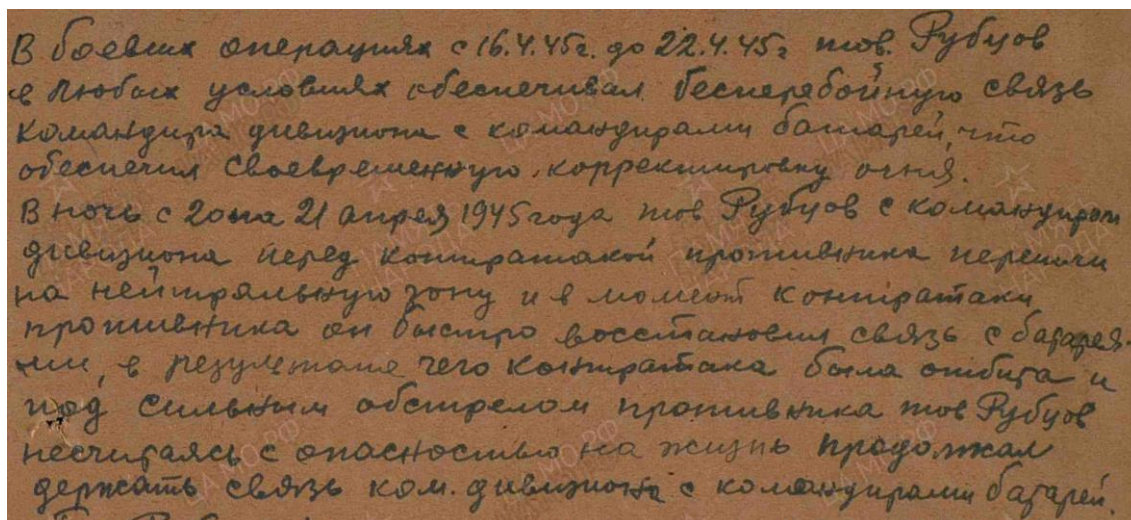 В боевых операциях с 16.4.45г. до 22.4.45г тов. Рубцов
в любых условиях обеспечивал бесперебойную связь
командира дивизиона с командирами батарей, что
обеспечил своевременную корректировку огня.
В ночь с 20 на 21 апреля 1945 года тов Рубцов с командиром
дивизиона перед контратакой противника
на нейтральную зону и в момент контратаки
противника он быстро восстановил связь с батарея-
ми, в результате чего контратака была отбита и
под сильным обстрелом противника тов Рубцов
несчитаясь с опасностью на жизнь продолжал
держать связь ком. дивизиона с командирами батарей.